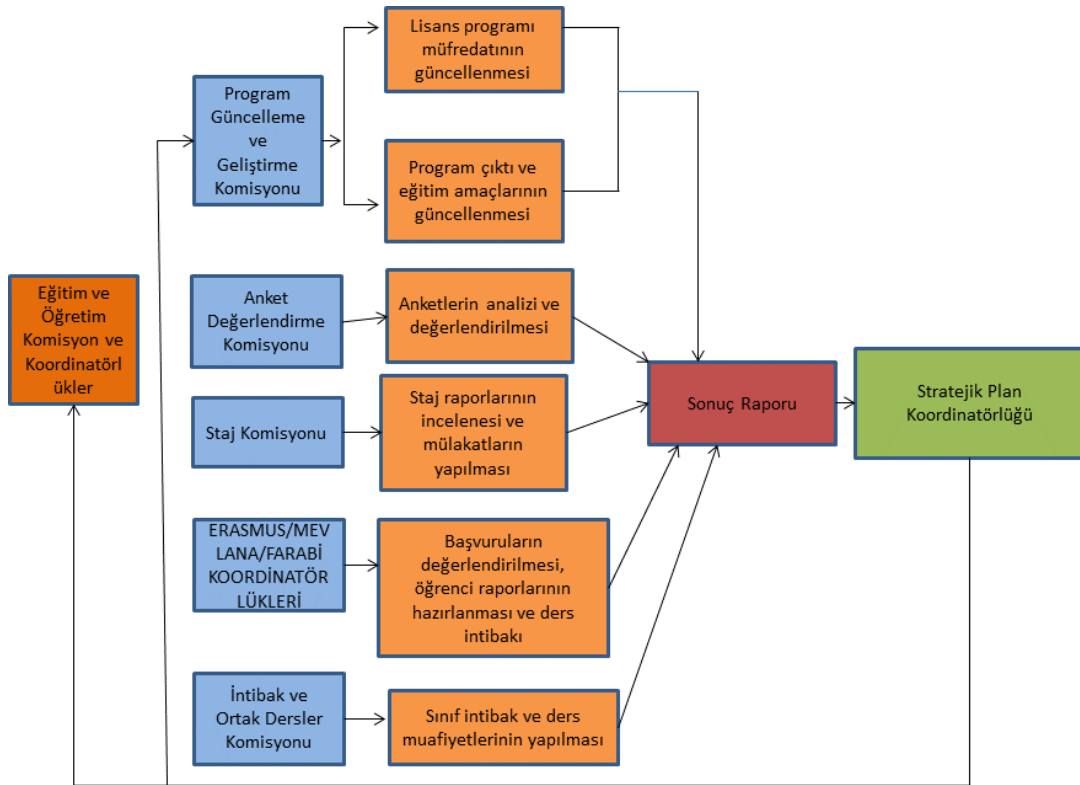 Lisans programı
müfredatının
güncellenmesi
Program
Güncelleme
ve
Geliştirme
Komisyonu
Program çıktı ve
eğitim amaçlarının
güncellenmesi
Eğitim ve
Öğretim
Komisyon ve
Koordinatörl
ükler
Anket
Değerlendirme
Komisyonu
Anketlerin analizi ve
değerlendirilmesi
Staj Komisyonu
Staj raporlarının
incelenesi ve
mülakatların
yapılması
Sonuç Raporu
Stratejik Plan
Koordinatörlüğü
ERASMUS/MEV
LANA/FARABİ
KOORDİNATÖR
LÜKLERİ
Başvuruların
değerlendirilmesi,
öğrenci raporlarının
hazırlanması ve ders
intibakı
İntibak ve
Ortak Dersler
Komisyonu
Sınıf intibak ve ders
muafiyetlerinin yapılması